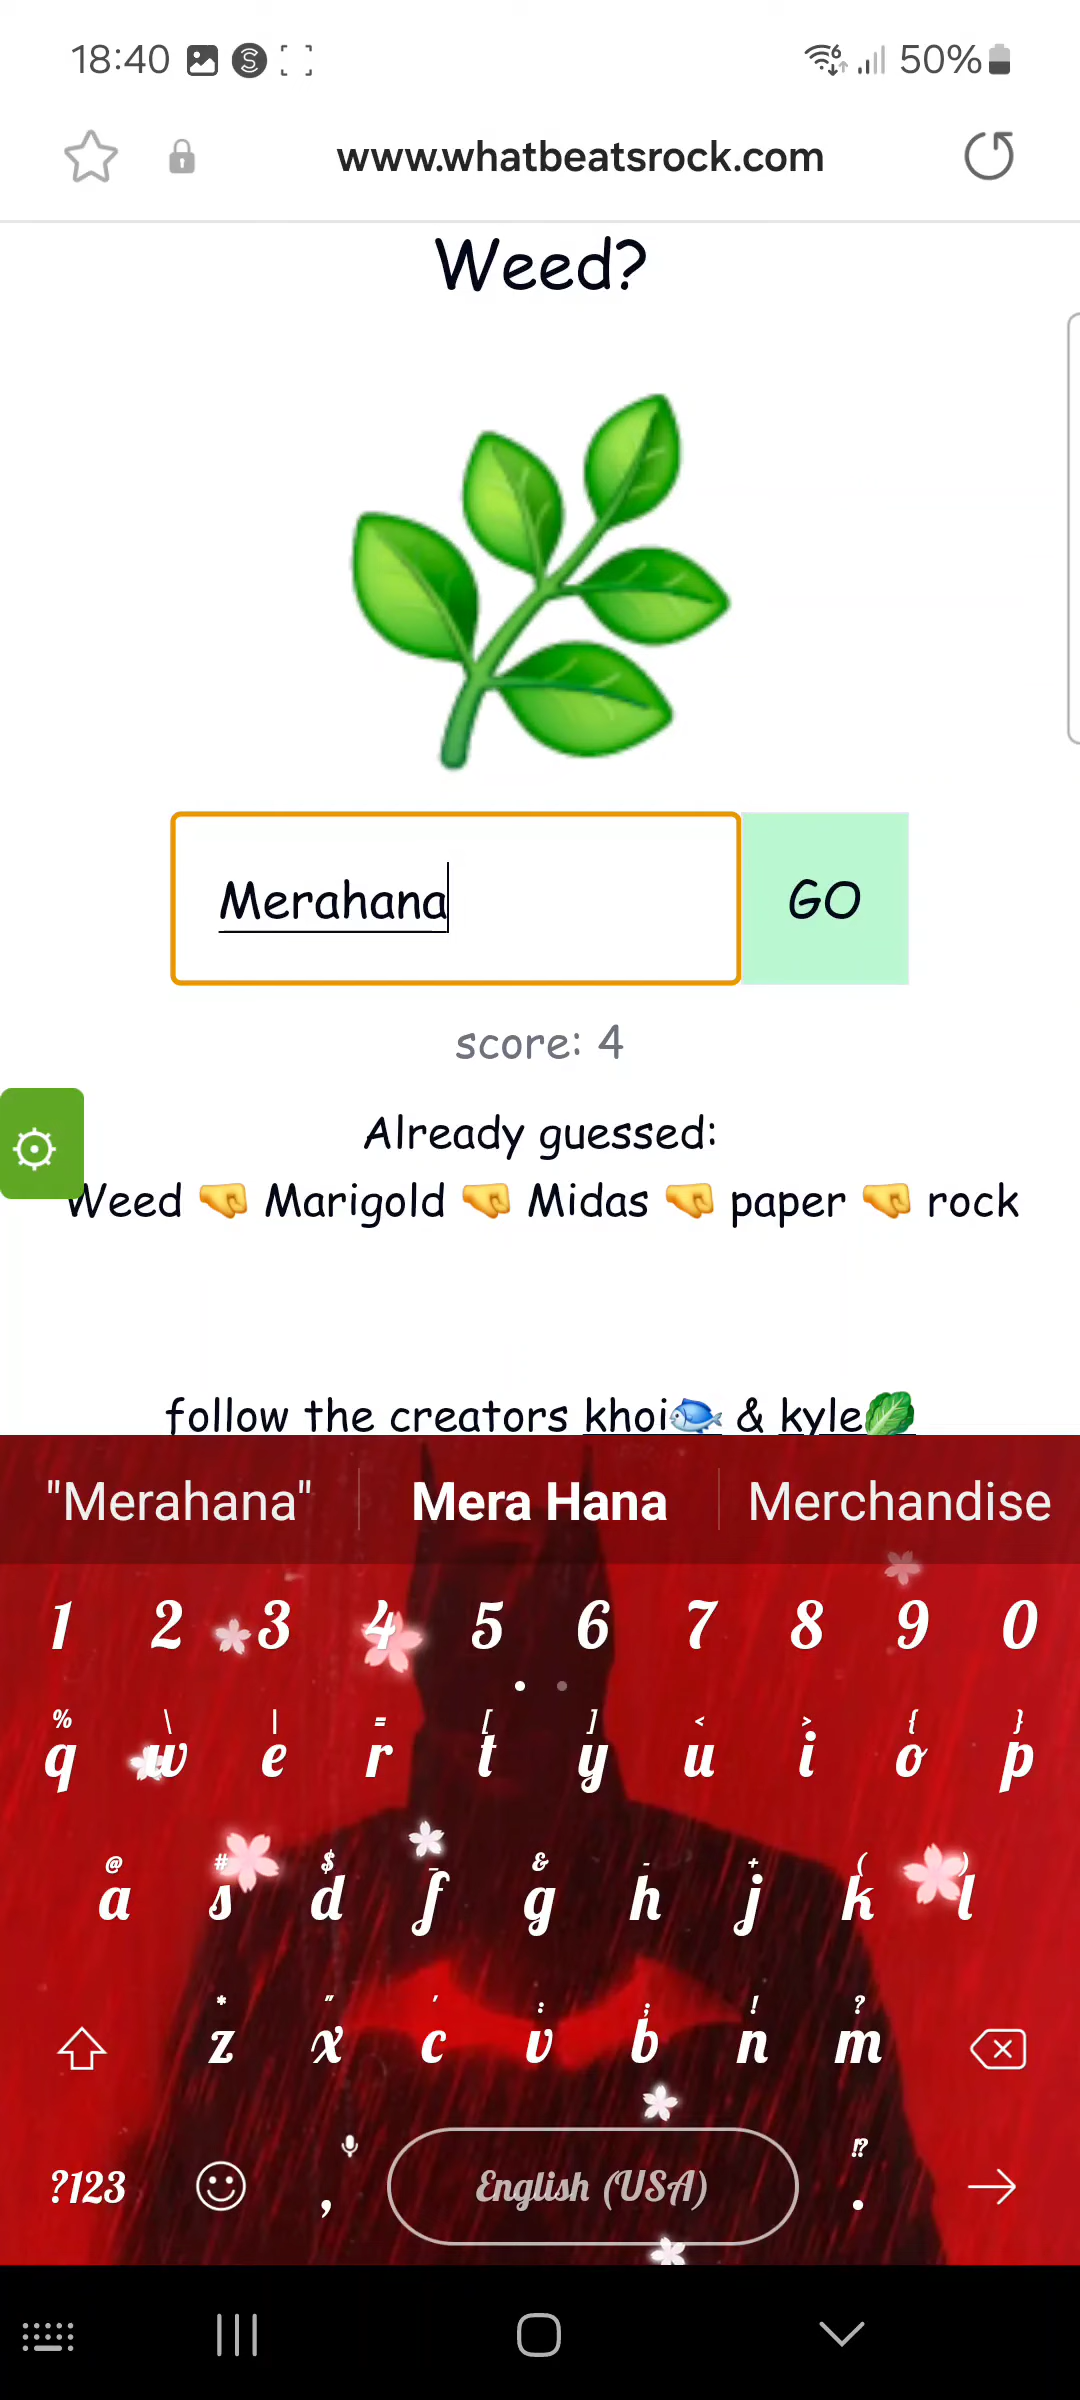 18:40 50%
www.whatbeatsrock.com
Weed?
Merahana GO
score: 4
Already guessed:
Weed 🤜 Marigold 🤜 Midas 🤜 paper 🤜 rock
follow the creators khoi🐟 & kyle🥬
"Merahana" Mera Hana Merchandise
1 2 3 4 5 6 7 8 9 0
% \ | = [ ] < > { }
q w e r t y u i o p
@ # $ _ & - + ( )
a s d f g h j k l
* " ' : ; ! ?
z x c v b n m
!?
?123 , English (USA) .